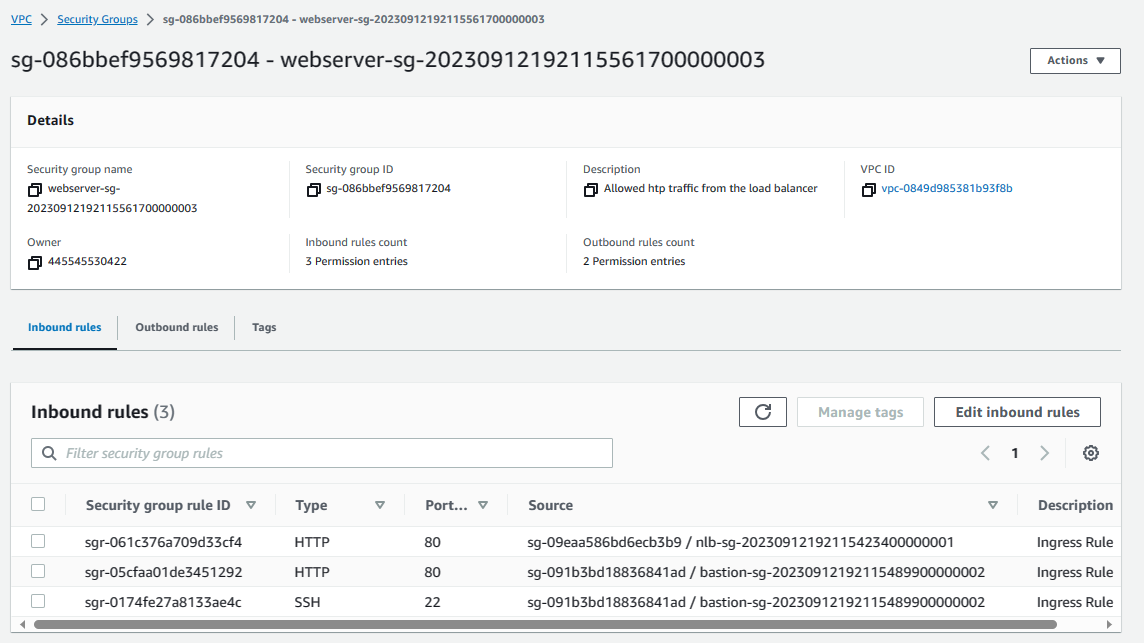 VPC > Security Groups > sg-086bbef9569817204 - webserver-sg-20230912192115561700000003
sg-086bbef9569817204 - webserver-sg-20230912192115561700000003
Actions
Details
Security group name
webserver-sg-
20230912192115561700000003
Security group ID
sg-086bbef9569817204
Description
Allowed htp traffic from the load balancer
VPC ID
vpc-0849d985381b93f8b
Owner
445545530422
Inbound rules count
3 Permission entries
Outbound rules count
2 Permission entries
Inbound rules
Outbound rules
Tags
Inbound rules (3)
Manage tags
Edit inbound rules
Filter security group rules
1
Security group rule ID Type Port... Source Description
sgr-061c376a709d33cf4 HTTP 80 sg-09eaa586bd6ecb3b9 / nlb-sg-20230912192115423400000001 Ingress Rule
sgr-05cfaa01de3451292 HTTP 80 sg-091b3bd18836841ad / bastion-sg-20230912192115489900000002 Ingress Rule
sgr-0174fe27a8133ae4c SSH 22 sg-091b3bd18836841ad / bastion-sg-20230912192115489900000002 Ingress Rule